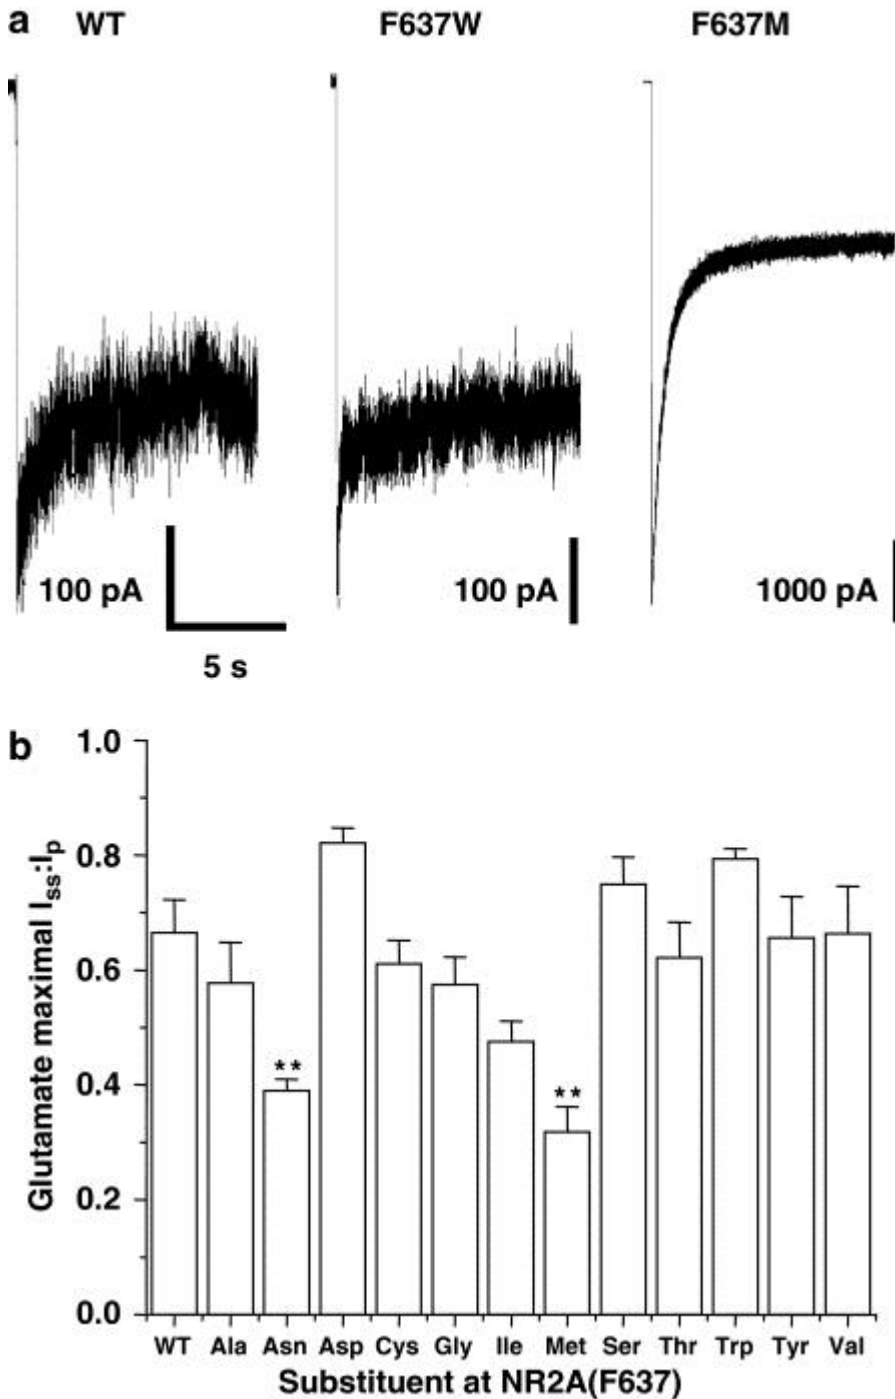 a WT F637W F637M
100 pA 100 pA 1000 pA
5 s
b
1.0
0.8
0.6
0.4
0.2
0.0
Glutamate maximal Iss:Ip
** **
WT Ala Asn Asp Cys Gly Ile Met Ser Thr Trp Tyr Val
Substituent at NR2A(F637)